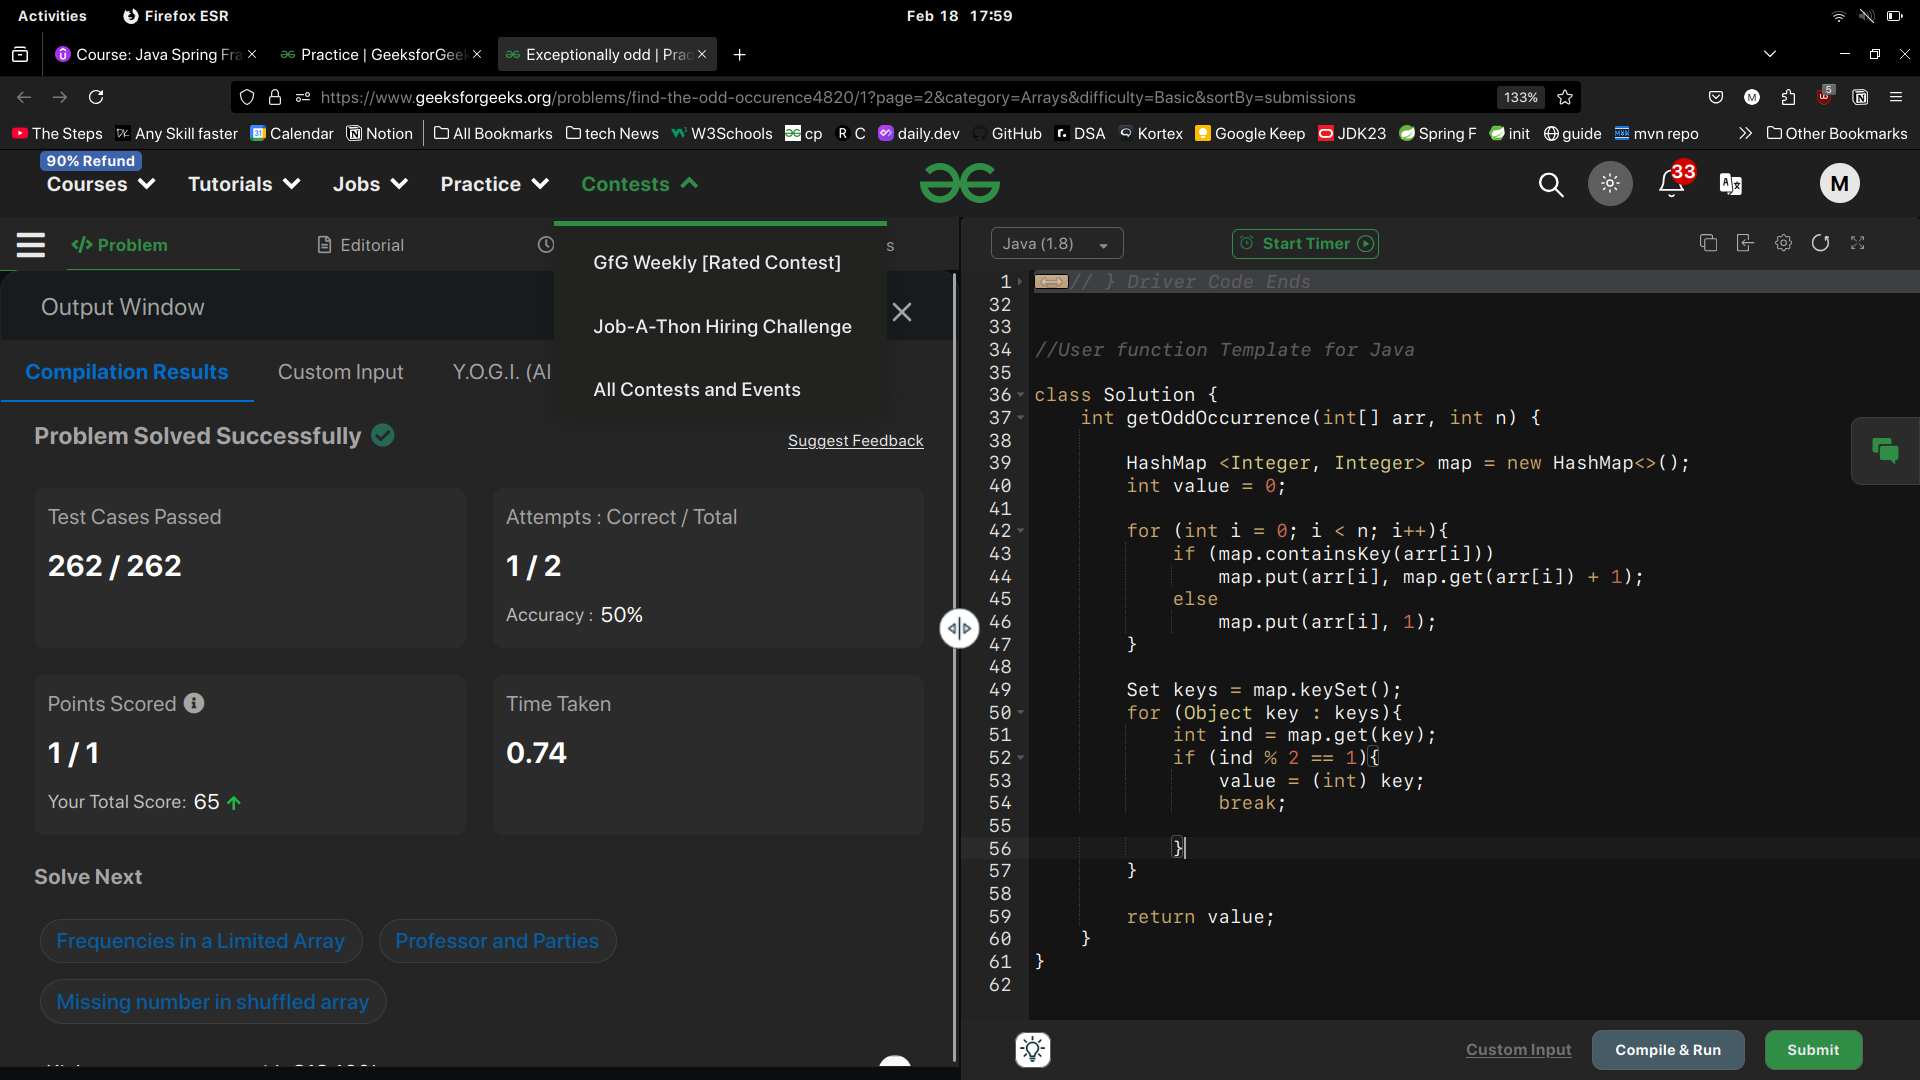 Activities Firefox ESR Feb 18 17:59
Course: Java Spring Fra Practice | GeeksforGeek Exceptionally odd | Prac
https://www.geeksforgeeks.org/problems/find-the-odd-occurence4820/1?page=2&category=Arrays&difficulty=Basic&sortBy=submissions 133% M 5
The Steps Any Skill faster 31 Calendar Notion All Bookmarks tech News W3Schools cp R C daily.dev GitHub r. DSA Kortex Google Keep JDK23 Spring F init guide mvn repo Other Bookmarks
90% Refund
Courses Tutorials Jobs Practice Contests 33 M
Problem Editorial s
GfG Weekly [Rated Contest]
Job-A-Thon Hiring Challenge
All Contests and Events
Output Window
Compilation Results Custom Input Y.O.G.I. (AI
Problem Solved Successfully
Suggest Feedback
Test Cases Passed
262 / 262
Attempts : Correct / Total
1 / 2
Accuracy : 50%
Points Scored
1 / 1
Your Total Score: 65
Time Taken
0.74
Solve Next
Frequencies in a Limited Array Professor and Parties
Missing number in shuffled array
Java (1.8) Start Timer
1 // } Driver Code Ends
32
33
34 //User function Template for Java
35
36 class Solution {
37 int getOddOccurrence(int[] arr, int n) {
38
39 HashMap <Integer, Integer> map = new HashMap<>();
40 int value = 0;
41
42 for (int i = 0; i < n; i++){
43 if (map.containsKey(arr[i]))
44 map.put(arr[i], map.get(arr[i]) + 1);
45 else
46 map.put(arr[i], 1);
47 }
48
49 Set keys = map.keySet();
50 for (Object key : keys){
51 int ind = map.get(key);
52 if (ind % 2 == 1){
53 value = (int) key;
54 break;
55
56 }
57 }
58
59 return value;
60 }
61 }
62
Custom Input Compile & Run Submit